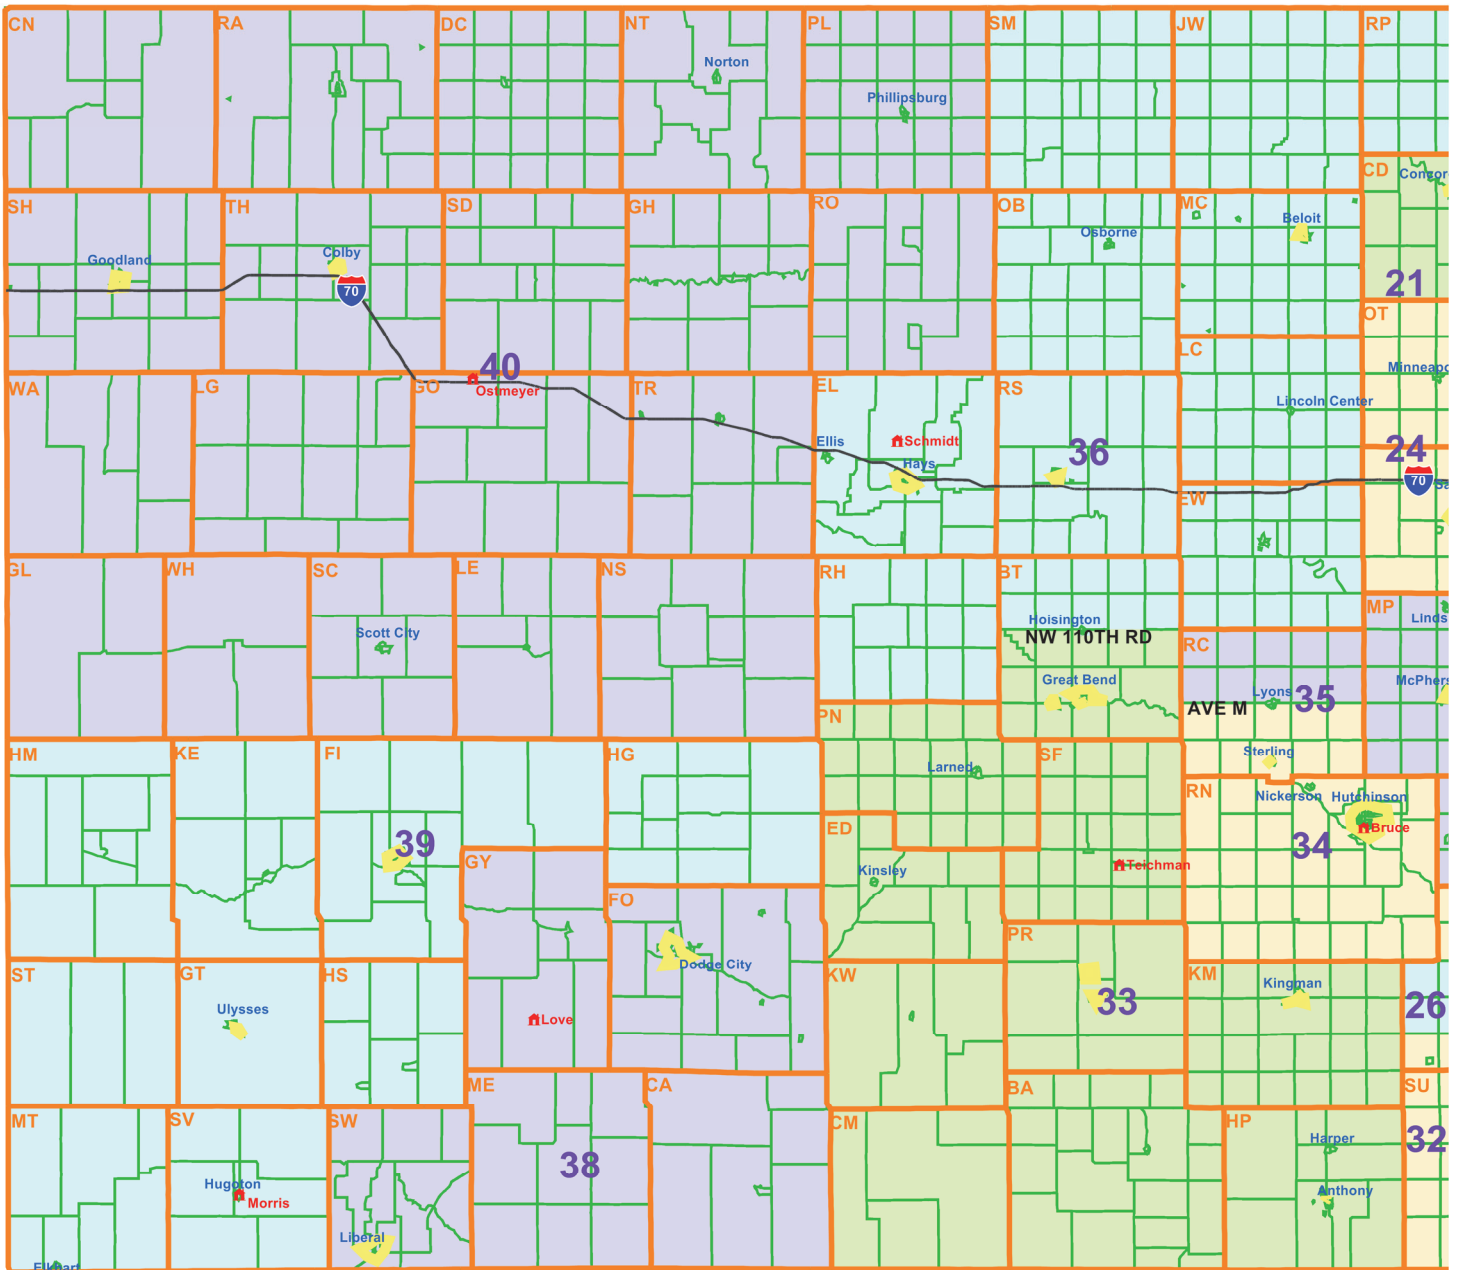 CN
RA
DC
NT
PL
SM
JW
RP
Norton
Phillipsburg
CD
SH
TH
SD
GH
RO
OB
MC
Goodland
Colby
Osborne
Beloit
70
21
OT
LC
WA
LG
GO
40
Ostmeyer
TR
EL
RS
Minneapo
Lincoln Center
Ellis
Schmidt
Hays
36
24
70
EW
GL
WH
SC
LE
NS
RH
BT
MP
Scott City
Hoisington
NW 110TH RD
RC
Great Bend
Lyons
35
McPhers
AVE M
PN
HM
KE
FI
HG
Larned
SF
Sterling
RN
Nickerson
Hutchinson
39
ED
Bruce
34
GY
Kinsley
Teichman
FO
PR
ST
GT
HS
Dodge City
KW
KM
Kingman
Ulysses
Love
33
26
ME
CA
BA
SU
MT
SV
SW
CM
HP
Harper
32
38
Hugoton
Morris
Anthony
Liberal